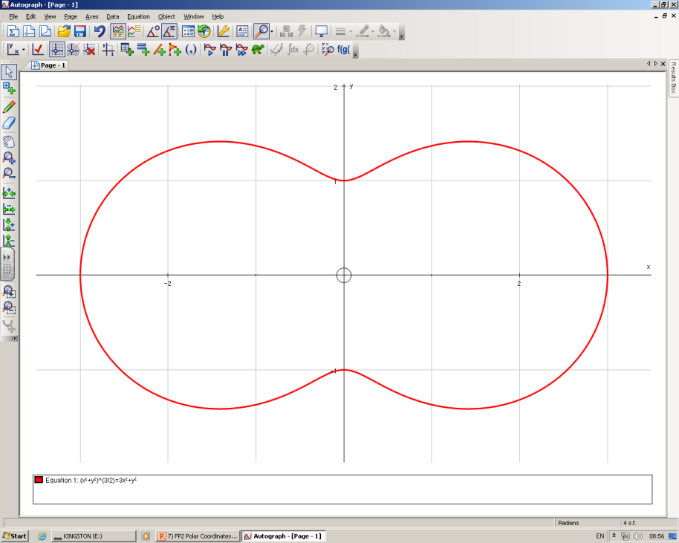 Autograph - [Page - 1]
File Edit View Page Axes Data Equation Object Window Help
f(g(
Page - 1
Results Box
2
y
1
x
-2
2
-1
Equation 1: (x²+y²)^(3/2)=3x²+y²
Radians 4 s.f.
Start KINGSTON (E:) 7) FP2 Polar Coordinates... Autograph - [Page - 1] EN 08:56